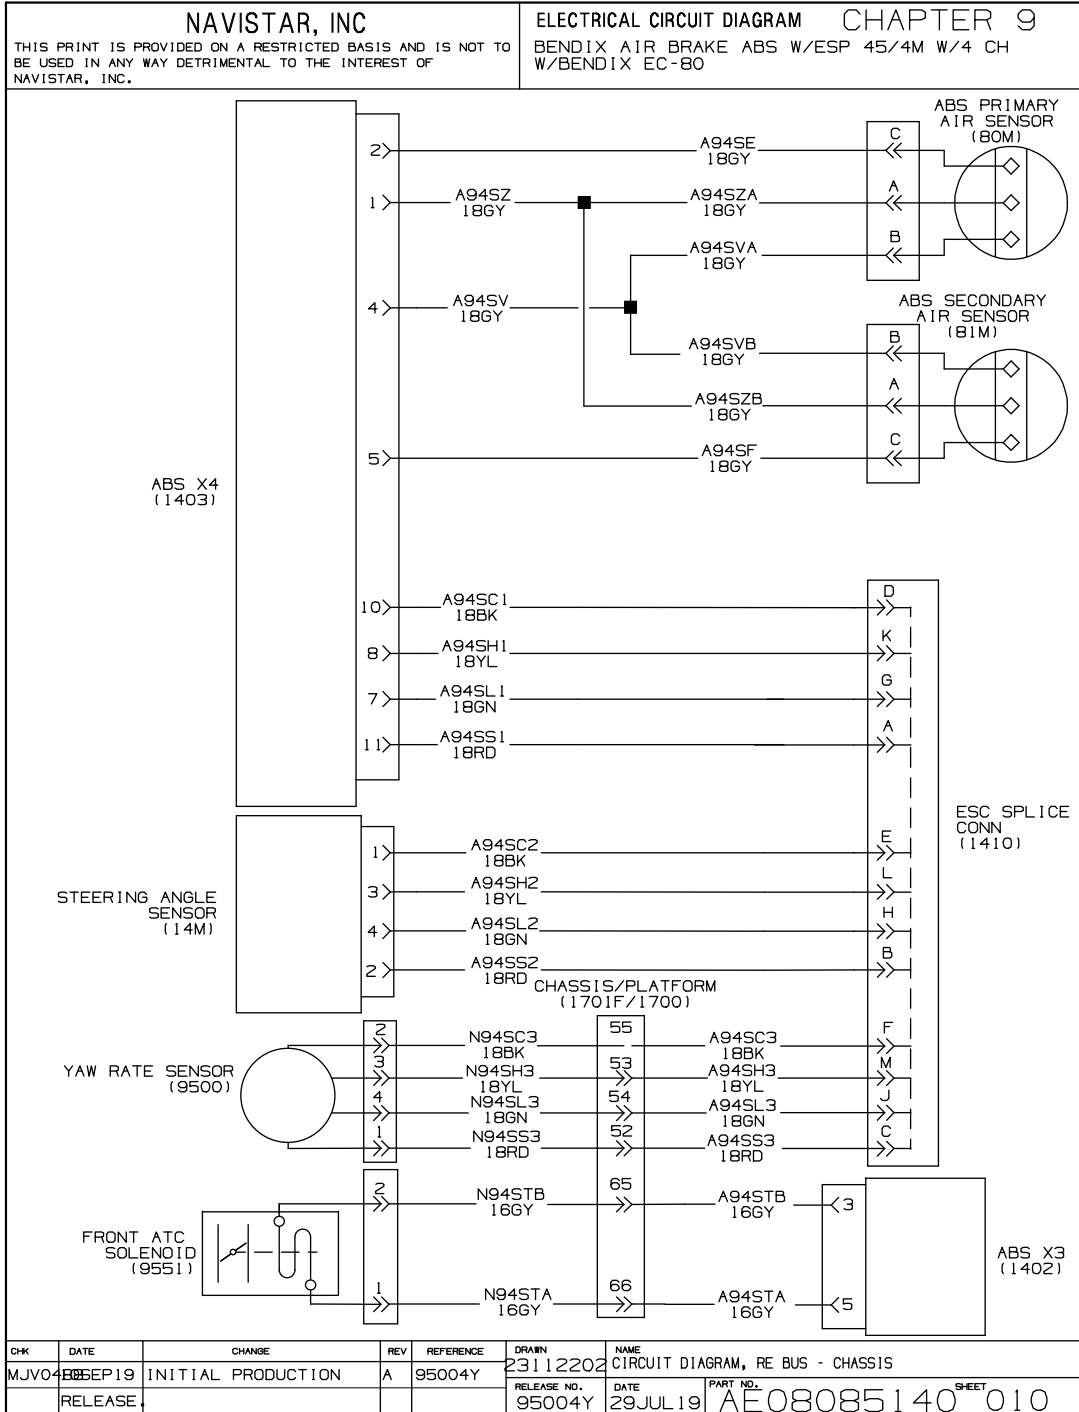 NAVISTAR, INC
THIS PRINT IS PROVIDED ON A RESTRICTED BASIS AND IS NOT TO
BE USED IN ANY WAY DETRIMENTAL TO THE INTEREST OF
NAVISTAR, INC.
ELECTRICAL CIRCUIT DIAGRAM CHAPTER 9
BENDIX AIR BRAKE ABS W/ESP 45/4M W/4 CH
W/BENDIX EC-80
ABS PRIMARY
AIR SENSOR
(80M)
2
A94SE
18GY
C
1
A94SZ
18GY
A94SZA
18GY
A
A94SVA
18GY
B
4
A94SV
18GY
ABS SECONDARY
AIR SENSOR
(81M)
A94SVB
18GY
B
A94SZB
18GY
A
5
A94SF
18GY
C
ABS X4
(1403)
10
A94SC1
18BK
D
8
A94SH1
18YL
K
7
A94SL1
18GN
G
11
A94SS1
18RD
A
ESC SPLICE
CONN
(1410)
STEERING ANGLE
SENSOR
(14M)
1
A94SC2
18BK
E
3
A94SH2
18YL
L
4
A94SL2
18GN
H
2
A94SS2
18RD
B
CHASSIS/PLATFORM
(1701F/1700)
YAW RATE SENSOR
(9500)
2
N94SC3
18BK
55
A94SC3
18BK
F
3
N94SH3
18YL
53
A94SH3
18YL
M
4
N94SL3
18GN
54
A94SL3
18GN
J
1
N94SS3
18RD
52
A94SS3
18RD
C
FRONT ATC
SOLENOID
(9551)
2
N94STB
16GY
65
A94STB
16GY
3
1
N94STA
16GY
66
A94STA
16GY
5
ABS X3
(1402)
CHK DATE CHANGE REV REFERENCE
INITIAL PRODUCTION A 95004Y
RELEASE
DRAWN
23112202
NAME
CIRCUIT DIAGRAM, RE BUS - CHASSIS
RELEASE NO.
95004Y
DATE
29JUL19
PART NO.
AE08085140
SHEET
010